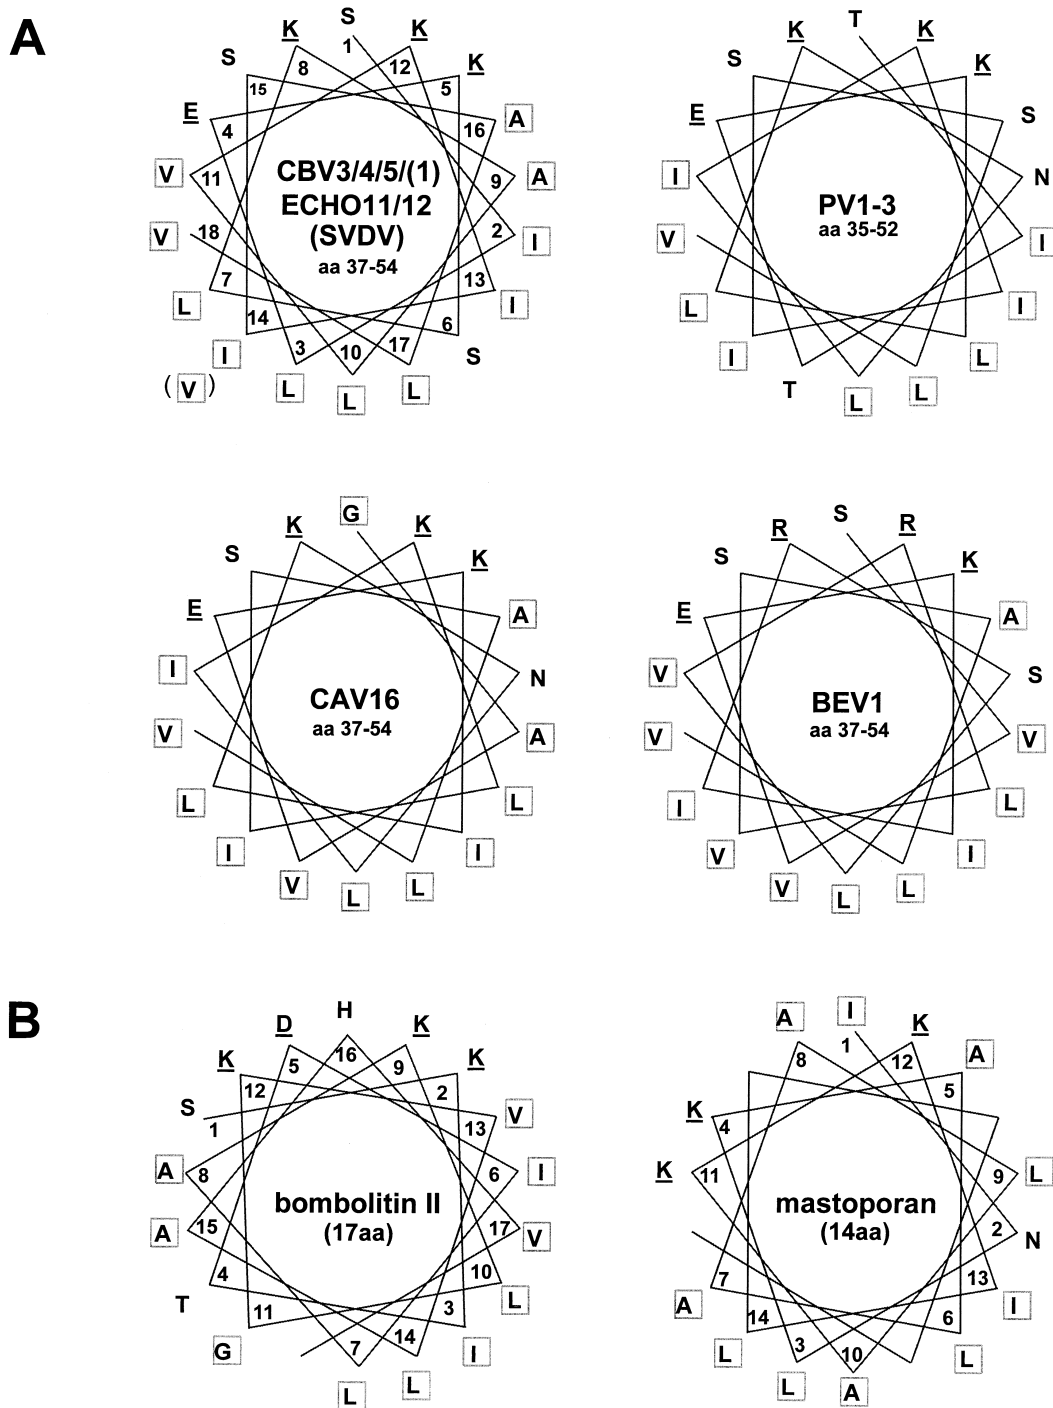 A
S
K
K
S
1
K
8
12
15
5
E
4
16
A
V
11
CBV3/4/5/(1)
9
A
ECHO11/12
V
18
(SVDV)
2
I
aa 37-54
7
13
L
14
6
I
I
3
10
17
S
(V)
L
L
L
T
K
K
S
K
E
S
I
N
PV1-3
aa 35-52
V
I
L
I
I
L
T
L
L
G
K
K
S
K
E
A
I
N
CAV16
aa 37-54
V
A
L
L
I
I
V
L
L
S
R
R
S
K
E
A
V
S
BEV1
aa 37-54
V
V
I
L
V
I
V
L
L
B
H
D
K
K
16
K
5
9
12
2
S
V
1
13
A
8
6
I
bombolitin II
(17aa)
A
15
17
V
4
10
T
11
3
L
G
7
14
I
L
L
A
I
K
1
A
8
12
5
K
4
K
11
9
L
mastoporan
(14aa)
2
N
7
13
A
14
6
I
L
3
10
L
L
A